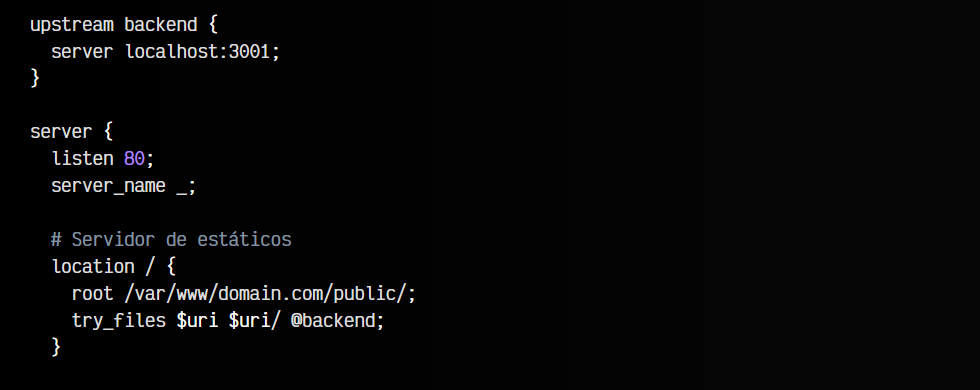 upstream backend {
  server localhost:3001;
}

server {
  listen 80;
  server_name _;

  # Servidor de estáticos
  location / {
    root /var/www/domain.com/public/;
    try_files $uri $uri/ @backend;
  }